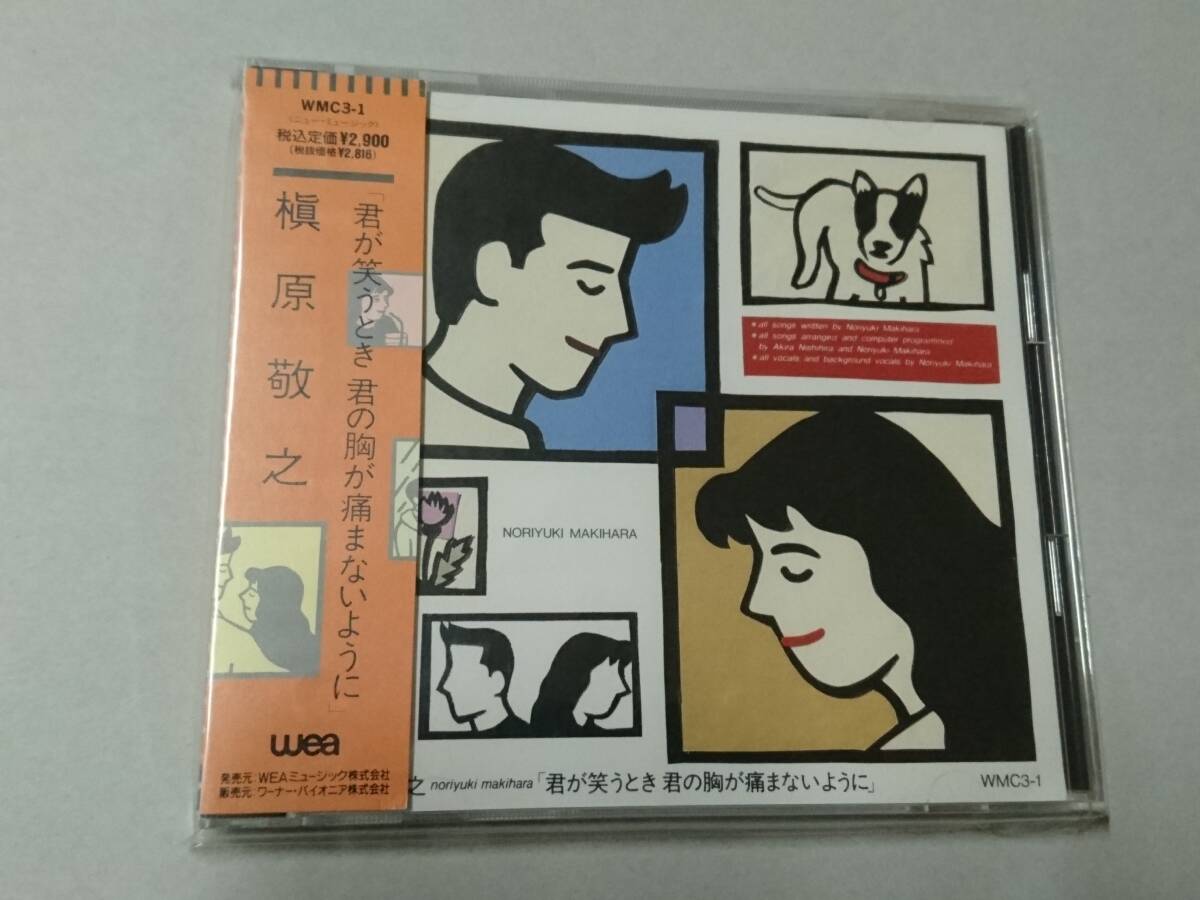 WMC3-1
(ニュー・ミュージック)
税込定価¥2,900
(税抜価格¥2,816)
槇原敬之
「君が笑うとき 君の胸が痛まないように」
wea
発売元:WEAミュージック株式会社
販売元:ワーナー・パイオニア株式会社
* all songs written by Noriyuki Makihara
* all songs arranged and computer programmed
by Akira Nishihira and Noriyuki Makihara
* all vocals and background vocals by Noriyuki Makihara
NORIYUKI MAKIHARA
之 noriyuki makihara「君が笑うとき 君の胸が痛まないように」
WMC3-1